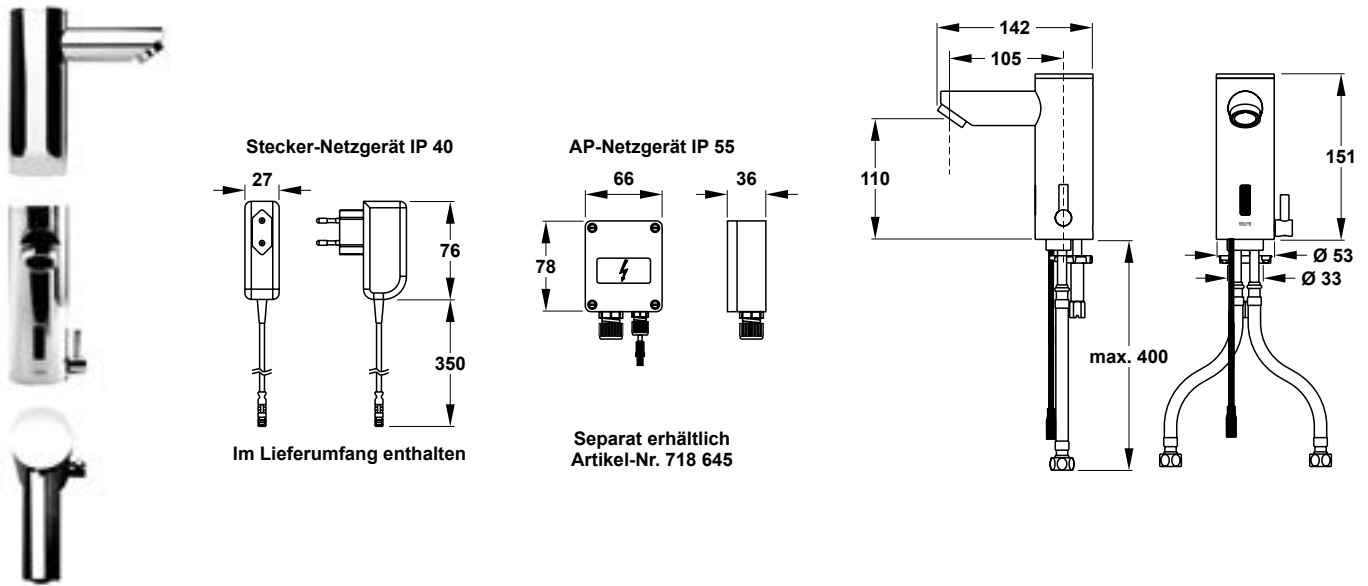 Stecker-Netzgerät IP 40
27
76
350
Im Lieferumfang enthalten
AP-Netzgerät IP 55
66
36
78
Separat erhältlich
Artikel-Nr. 718 645
142
105
110
max. 400
151
Ø 53
Ø 33